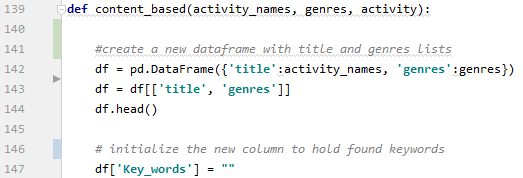 139 def content_based(activity_names, genres, activity):
140
141 #create a new dataframe with title and genres lists
142 df = pd.DataFrame({'title':activity_names, 'genres':genres})
143 df = df[['title', 'genres']]
144 df.head()
145
146 # initialize the new column to hold found keywords
147 df['Key_words'] = ""